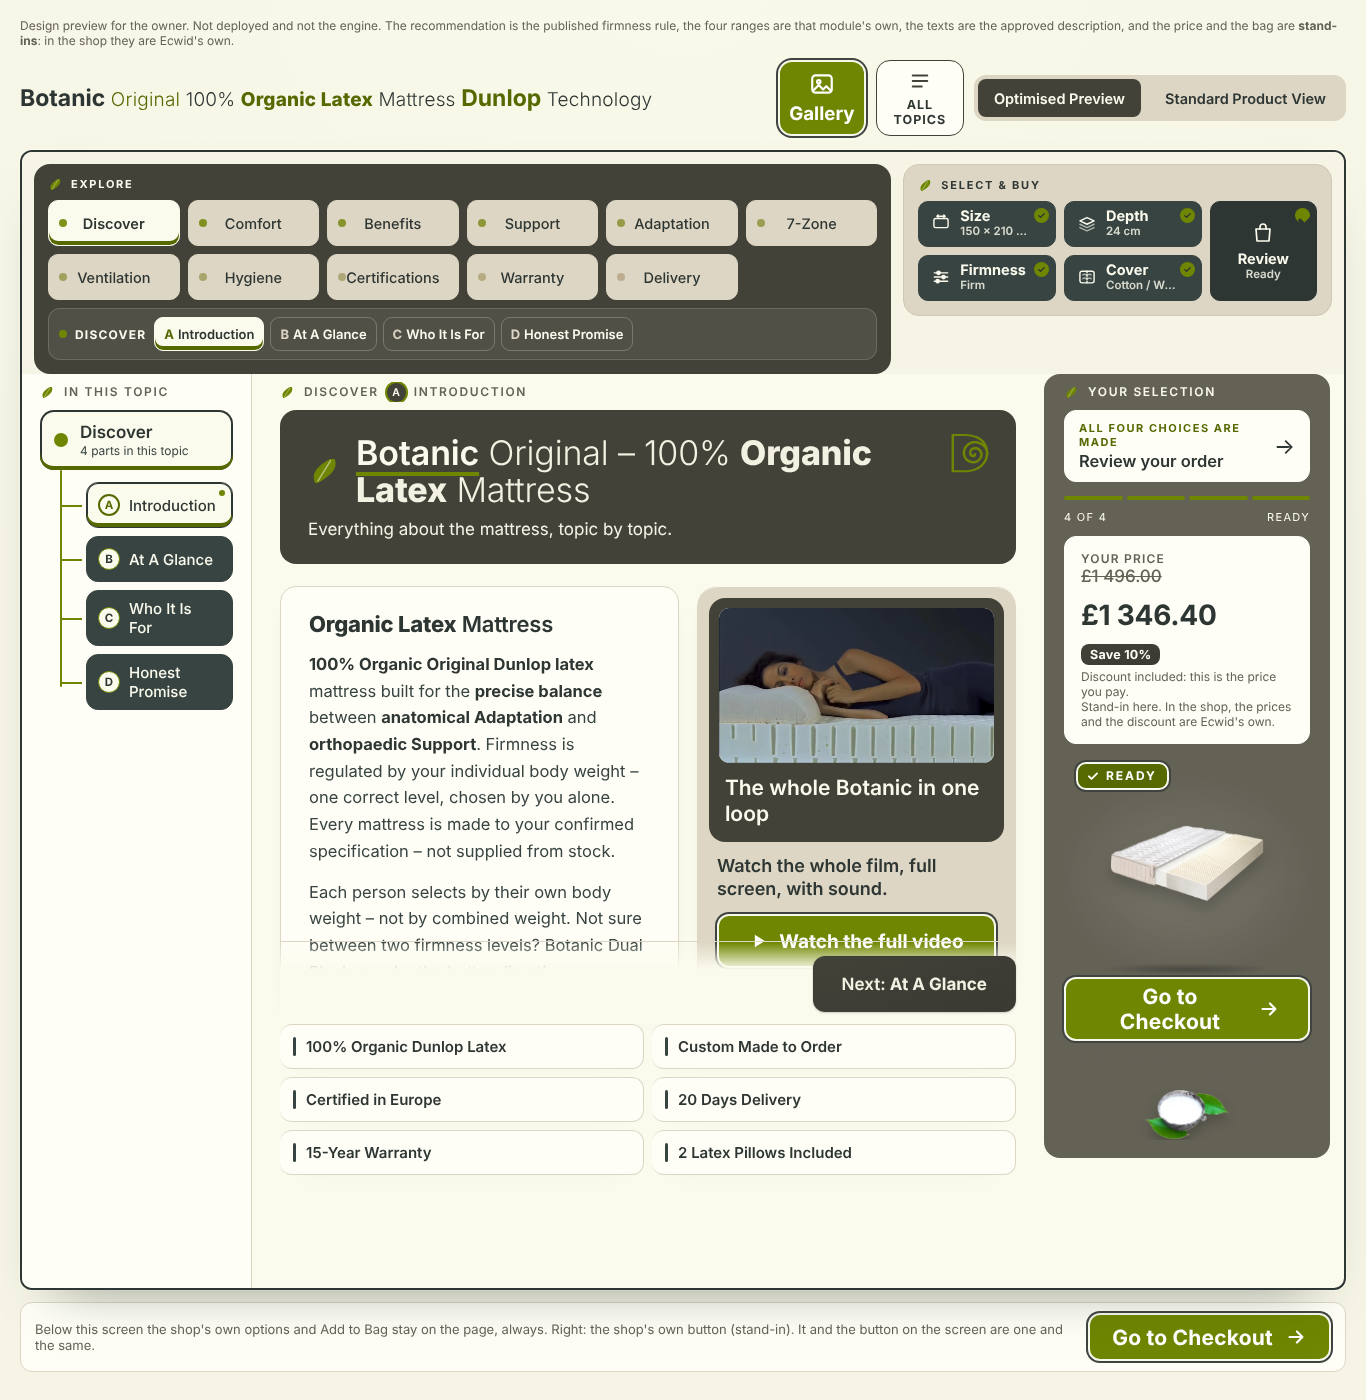 Design preview for the owner. Not deployed and not the engine. The recommendation is the published firmness rule, the four ranges are that module's own, the texts are the approved description, and the price and the bag are stand-
ins: in the shop they are Ecwid's own.
Botanic Original 100% Organic Latex Mattress Dunlop Technology
Gallery
ALL
TOPICS
Optimised Preview
Standard Product View
EXPLORE
Discover
Comfort
Benefits
Support
Adaptation
7-Zone
Ventilation
Hygiene
Certifications
Warranty
Delivery
DISCOVER
A Introduction
B At A Glance
C Who It Is For
D Honest Promise
SELECT & BUY
Size
150 × 210 ...
Depth
24 cm
Firmness
Firm
Cover
Cotton / W...
Review
Ready
IN THIS TOPIC
Discover
4 parts in this topic
A Introduction
B At A Glance
C Who It Is
For
D Honest
Promise
DISCOVER A INTRODUCTION
Botanic Original – 100% Organic
Latex Mattress
Everything about the mattress, topic by topic.
Organic Latex Mattress
100% Organic Original Dunlop latex
mattress built for the precise balance
between anatomical Adaptation and
orthopaedic Support. Firmness is
regulated by your individual body weight –
one correct level, chosen by you alone.
Every mattress is made to your confirmed
specification – not supplied from stock.
Each person selects by their own body
weight – not by combined weight. Not sure
between two firmness levels? Botanic Dual
The whole Botanic in one
loop
Watch the whole film, full
screen, with sound.
Watch the full video
Next: At A Glance
100% Organic Dunlop Latex
Custom Made to Order
Certified in Europe
20 Days Delivery
15-Year Warranty
2 Latex Pillows Included
YOUR SELECTION
ALL FOUR CHOICES ARE
MADE
Review your order
4 OF 4
READY
YOUR PRICE
£1 496.00
£1 346.40
Save 10%
Discount included: this is the price
you pay.
Stand-in here. In the shop, the prices
and the discount are Ecwid's own.
READY
Go to
Checkout
Below this screen the shop's own options and Add to Bag stay on the page, always. Right: the shop's own button (stand-in). It and the button on the screen are one and
the same.
Go to Checkout